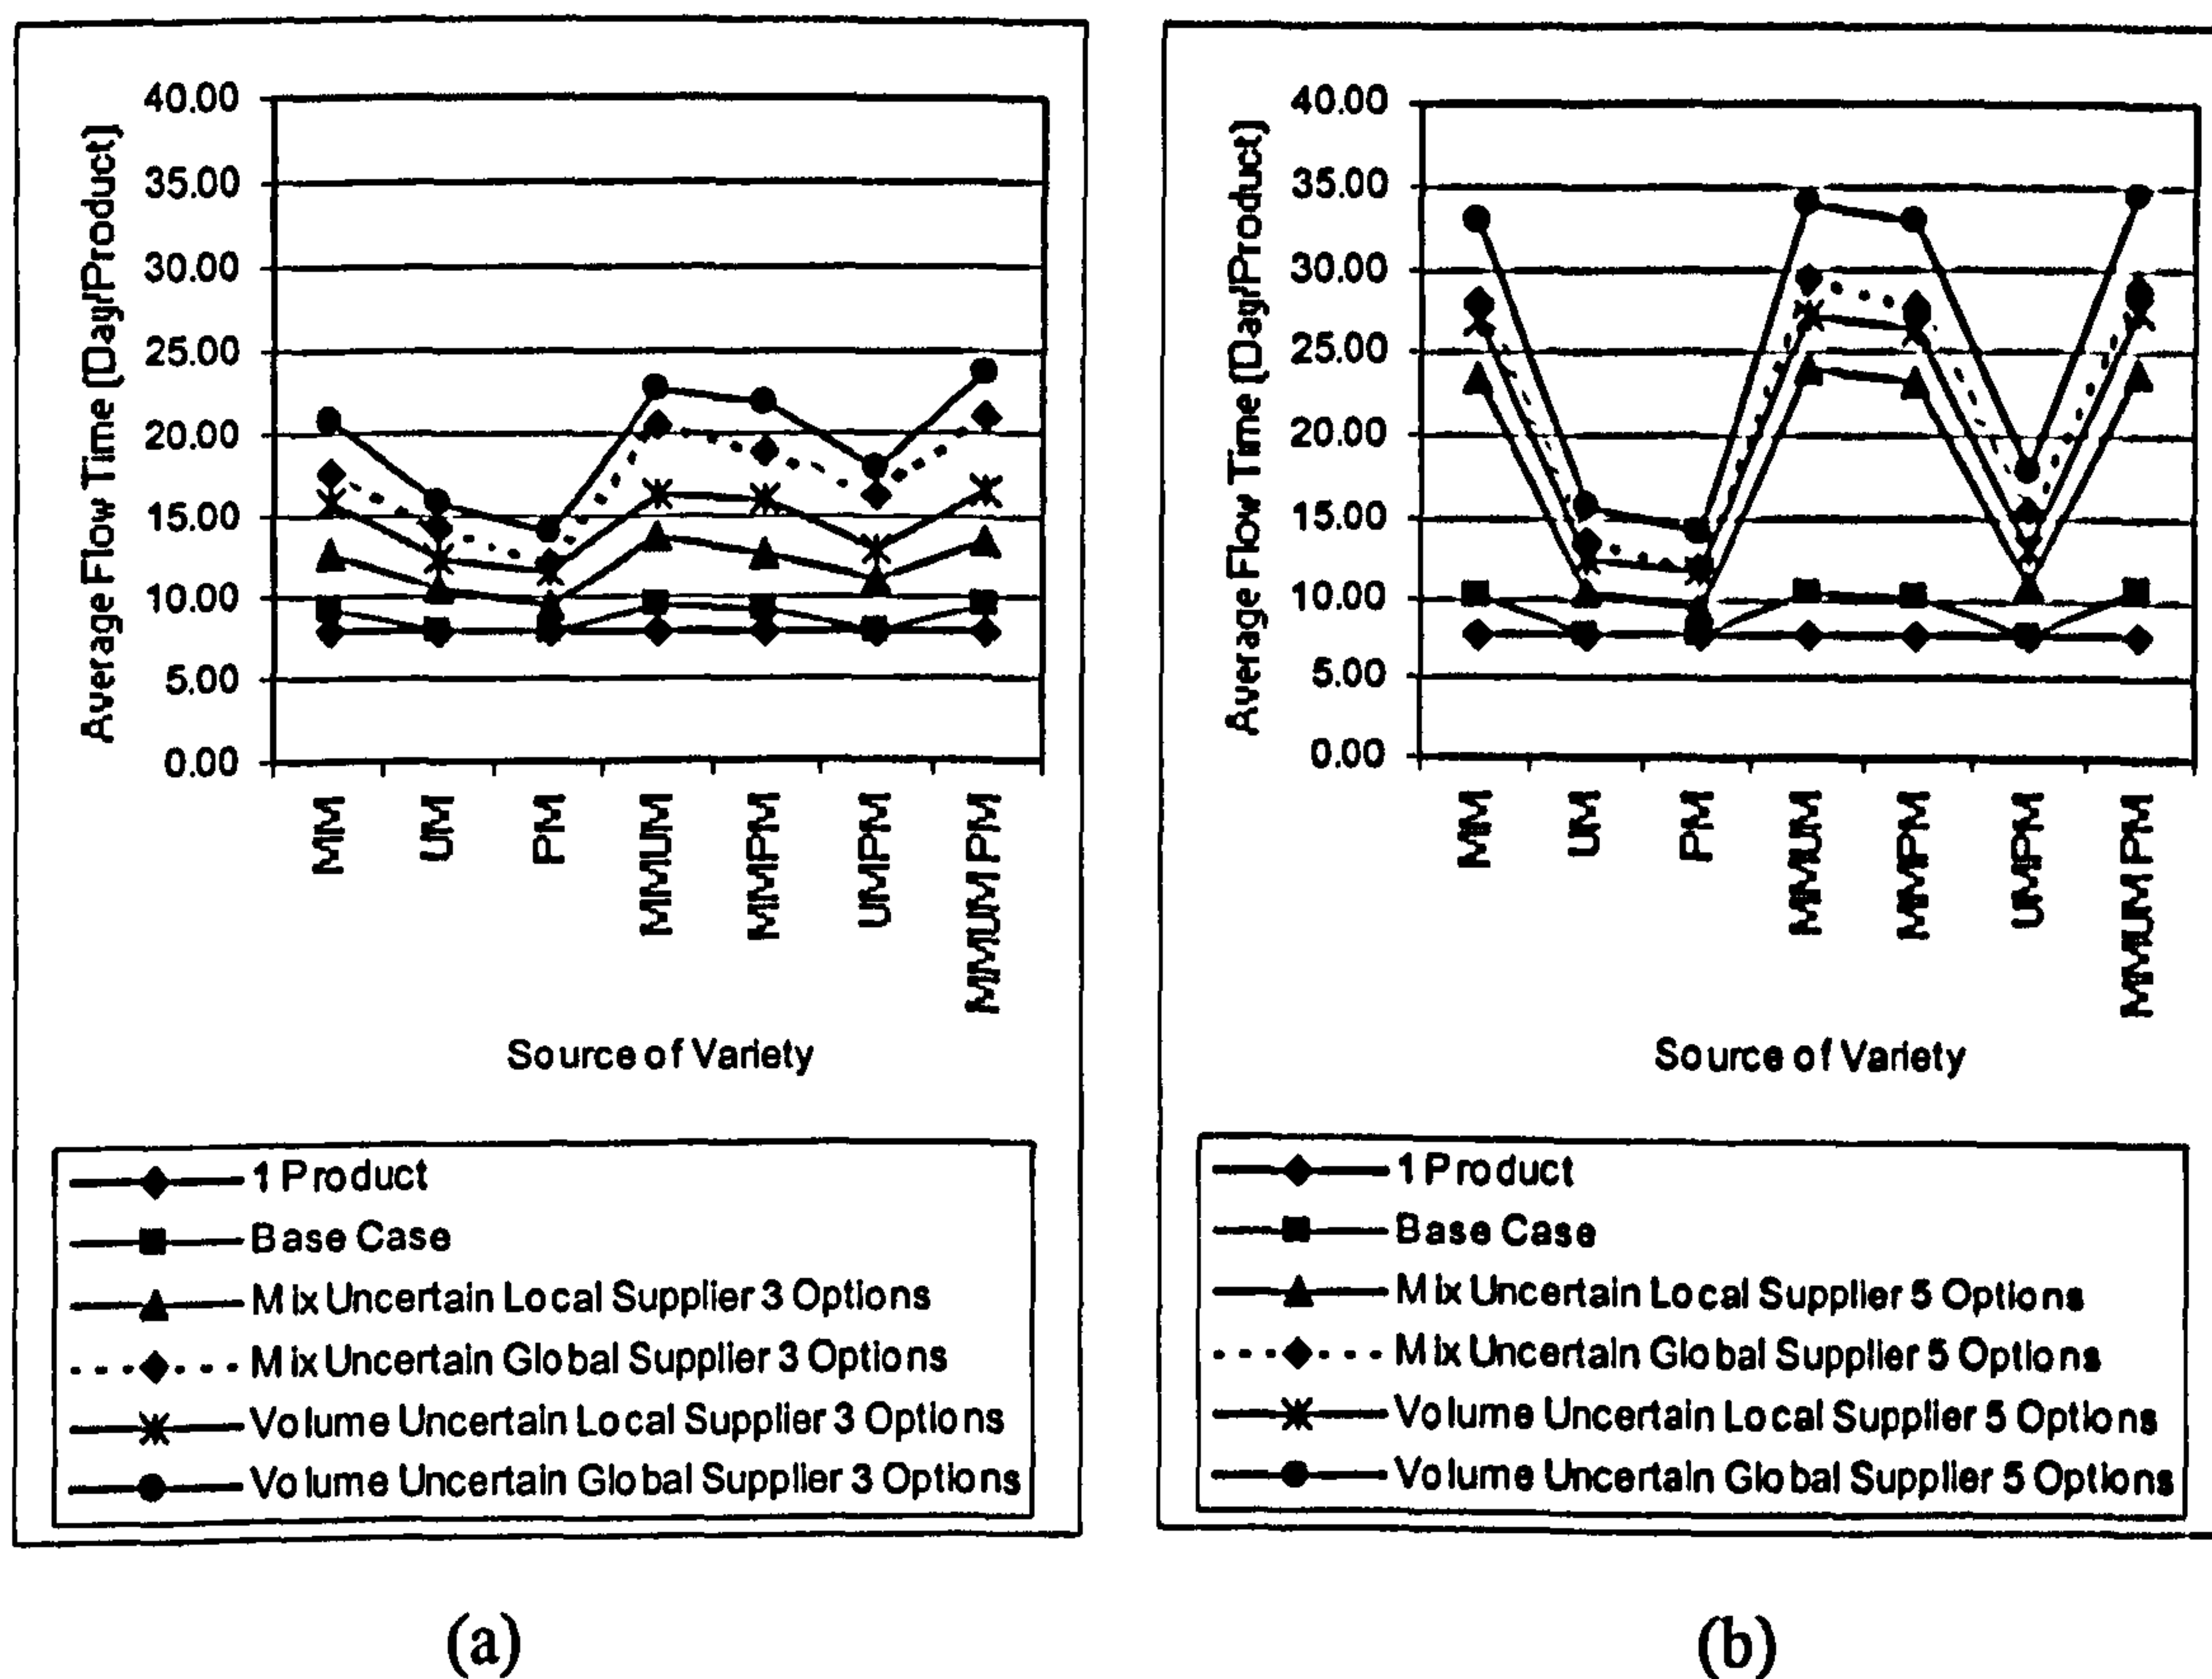 Average Flow Time (Day/Product)
40.00
35.00
30.00
25.00
20.00
15.00
10.00
5.00
0.00
MM
UM
PM
MMUM
MMPM
UMPM
MMUM PM
Source of Variety
1 Product
Base Case
Mix Uncertain Local Supplier 3 Options
Mix Uncertain Global Supplier 3 Options
Volume Uncertain Local Supplier 3 Options
Volume Uncertain Global Supplier 3 Options
(a)
Average Flow Time (Day/Product)
40.00
35.00
30.00
25.00
20.00
15.00
10.00
5.00
0.00
MM
UM
PM
MMUM
MMPM
UMPM
MMUM PM
Source of Variety
1 Product
Base Case
Mix Uncertain Local Supplier 5 Options
Mix Uncertain Global Supplier 5 Options
Volume Uncertain Local Supplier 5 Options
Volume Uncertain Global Supplier 5 Options
(b)